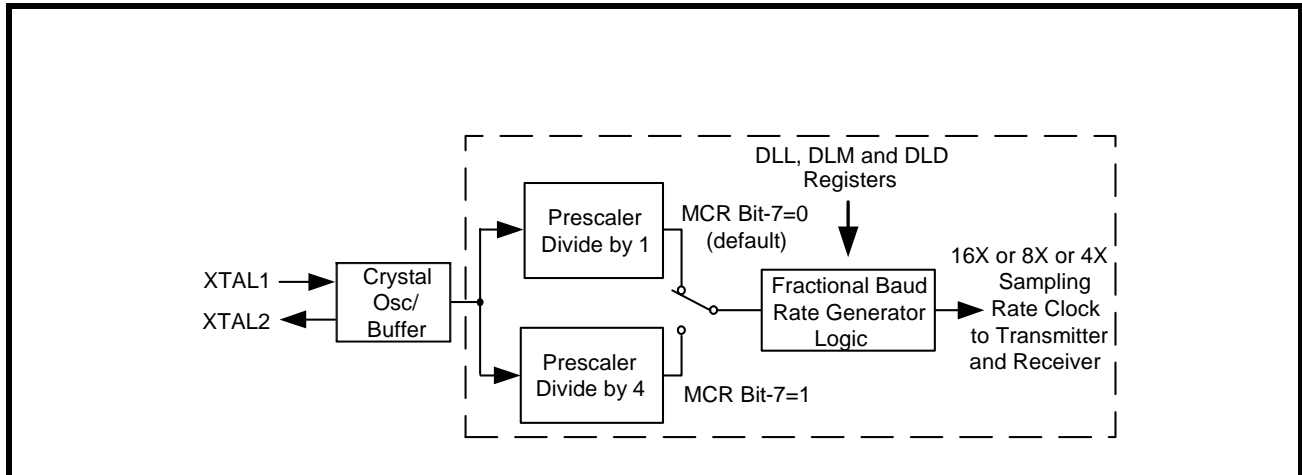 DLL, DLM and DLD
Registers
Prescaler
Divide by 1
MCR Bit-7=0
(default)
XTAL1
XTAL2
Crystal
Osc/
Buffer
Fractional Baud
Rate Generator
Logic
16X or 8X or 4X
Sampling
Rate Clock
to Transmitter
and Receiver
Prescaler
Divide by 4
MCR Bit-7=1